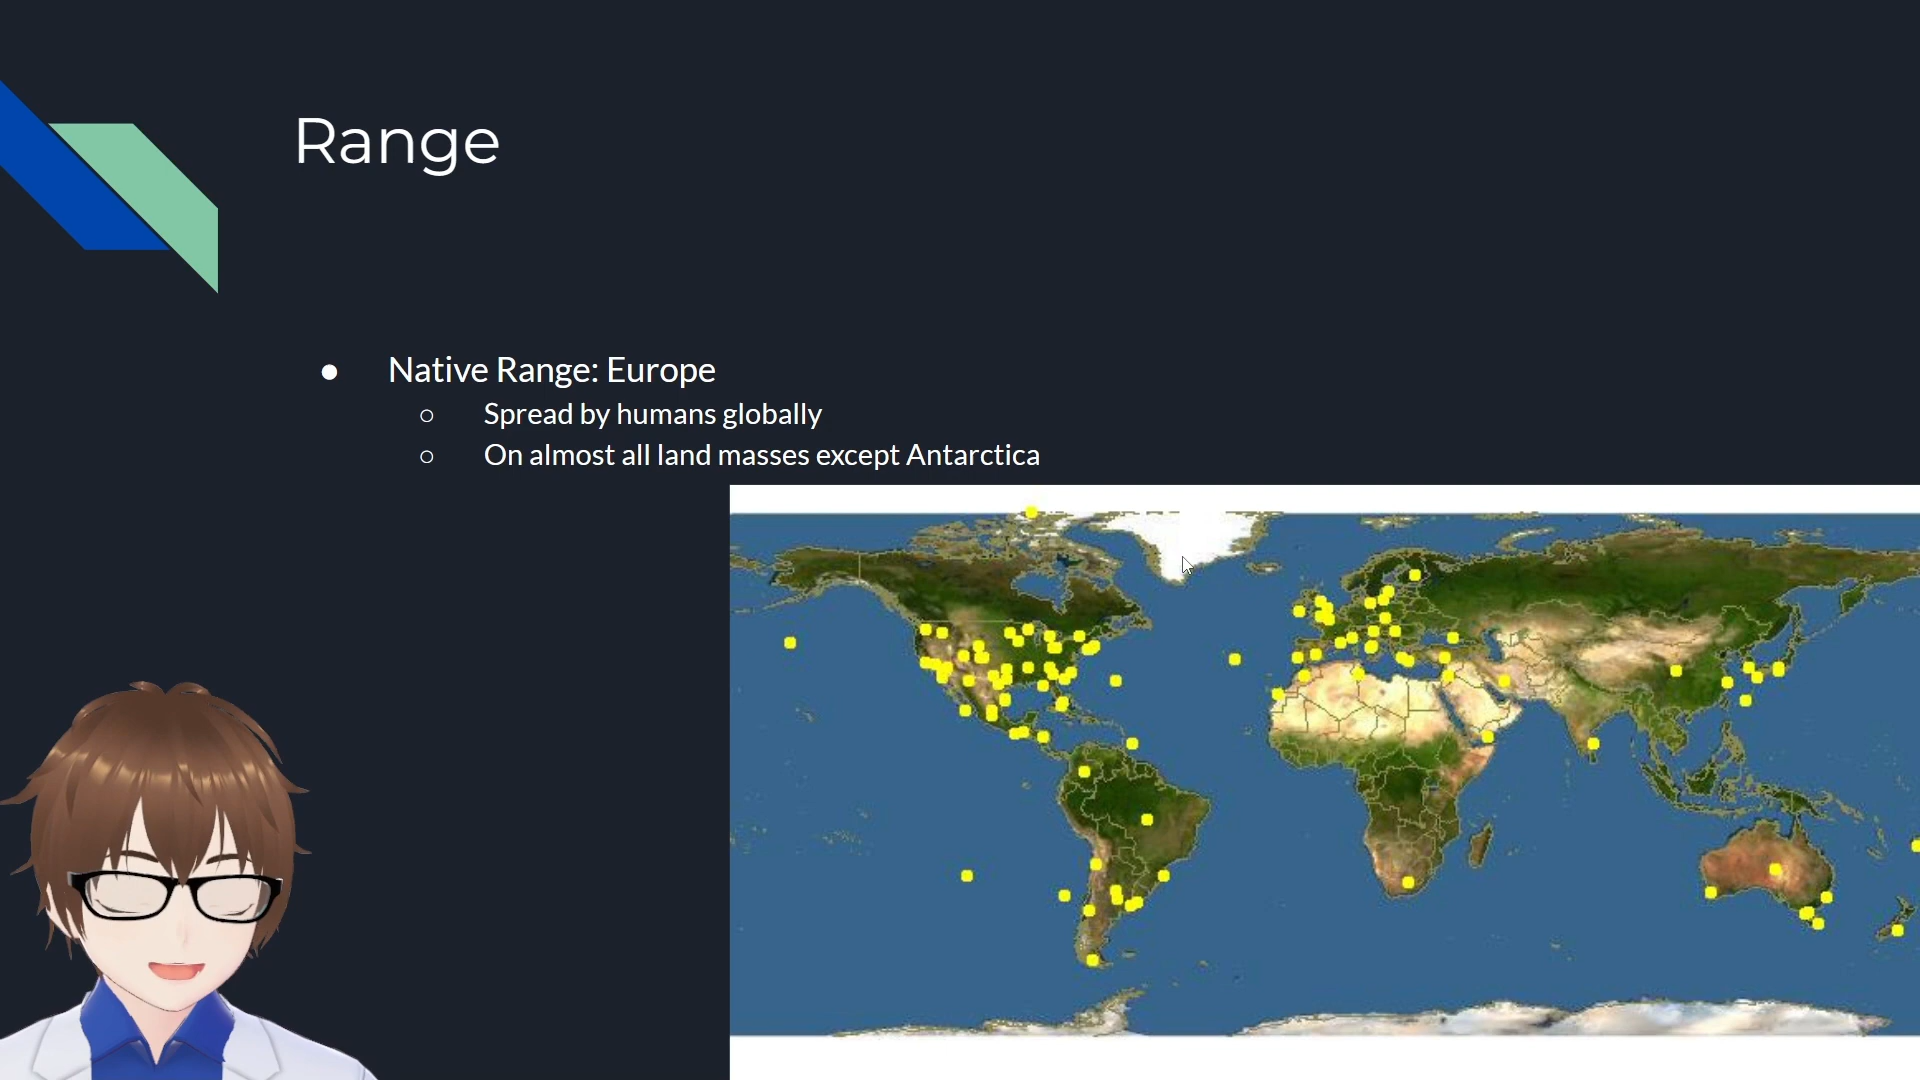 Range
● Native Range: Europe
○ Spread by humans globally
○ On almost all land masses except Antarctica